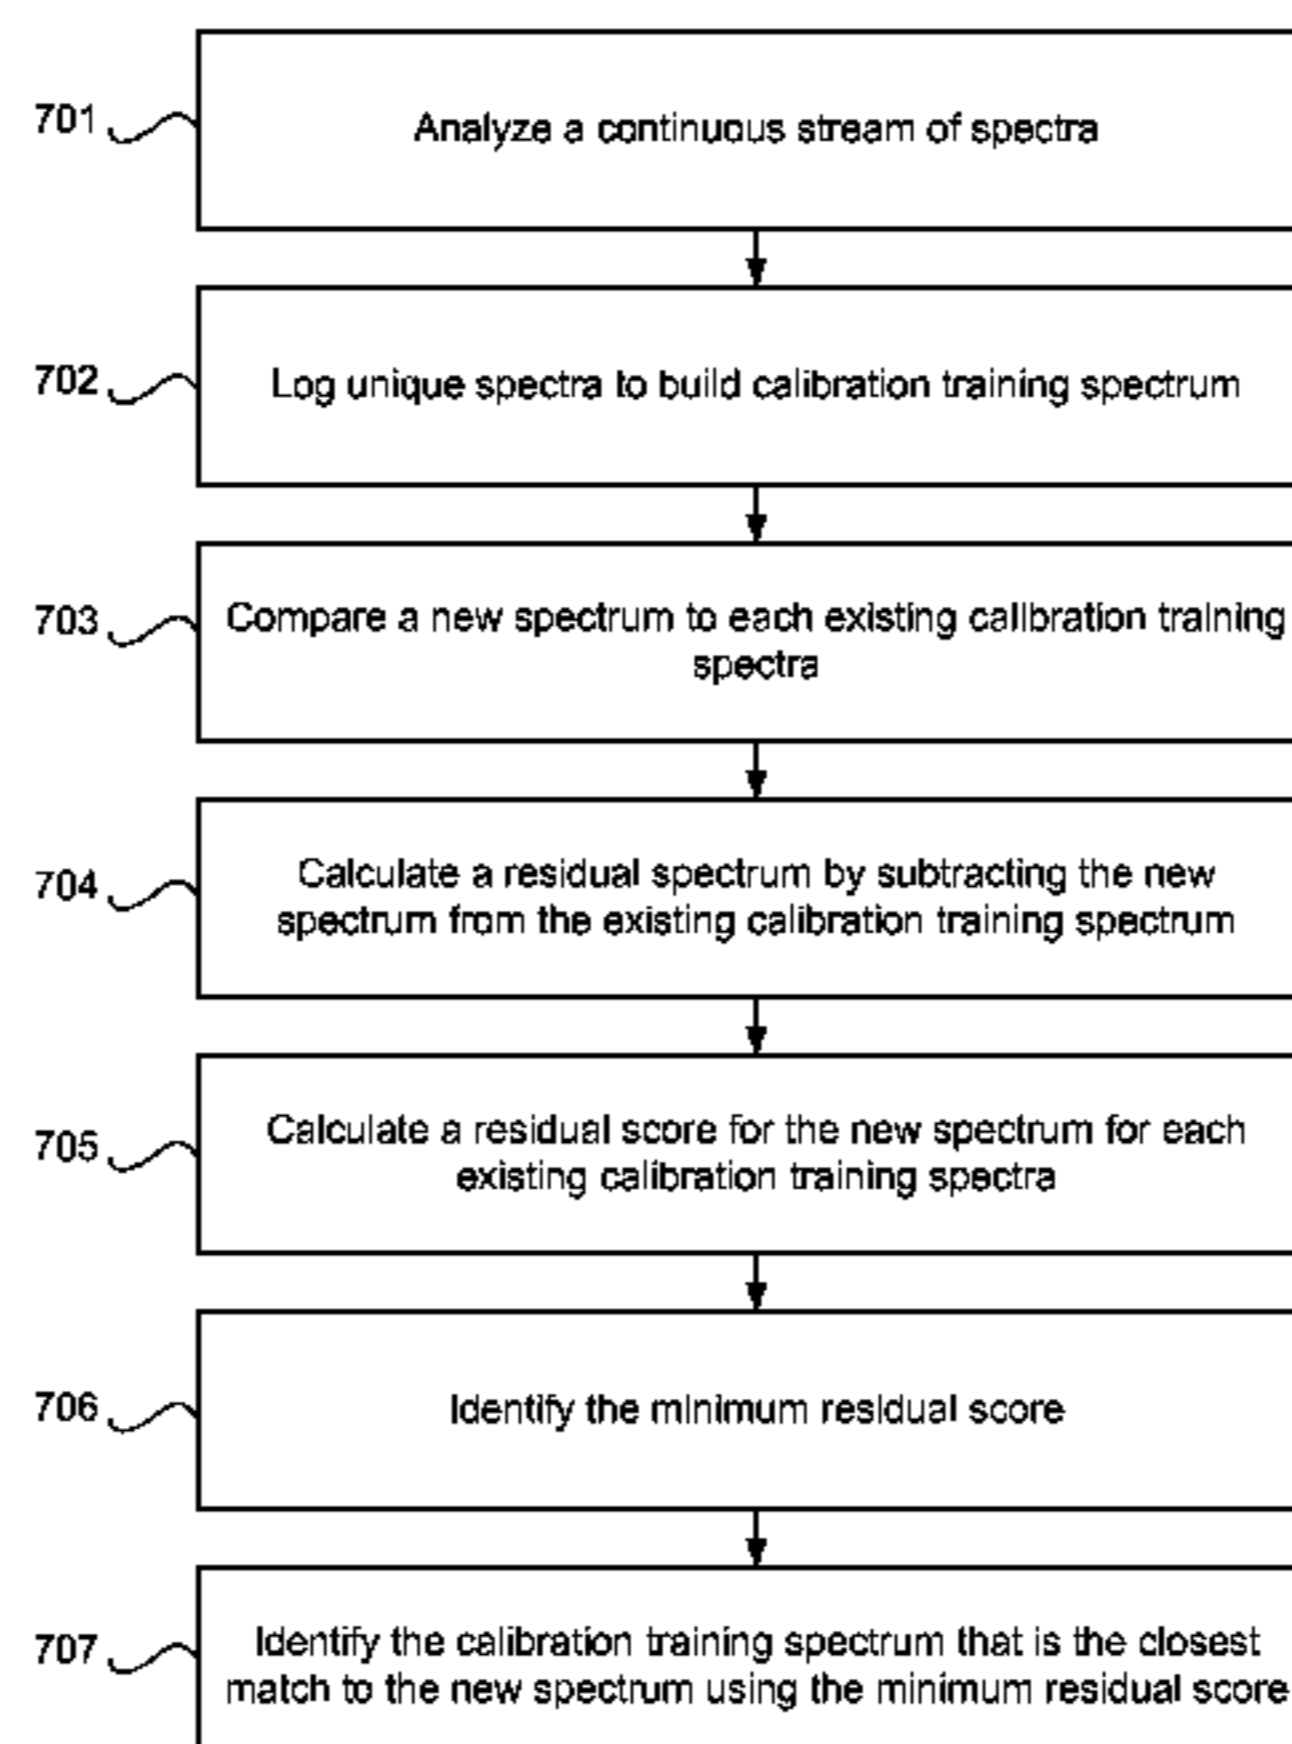 701
Analyze a continuous stream of spectra
702
Log unique spectra to build calibration training spectrum
703
Compare a new spectrum to each existing calibration training
spectra
704
Calculate a residual spectrum by subtracting the new
spectrum from the existing calibration training spectrum
705
Calculate a residual score for the new spectrum for each
existing calibration training spectra
706
Identify the minimum residual score
707
Identify the calibration training spectrum that is the closest
match to the new spectrum using the minimum residual score